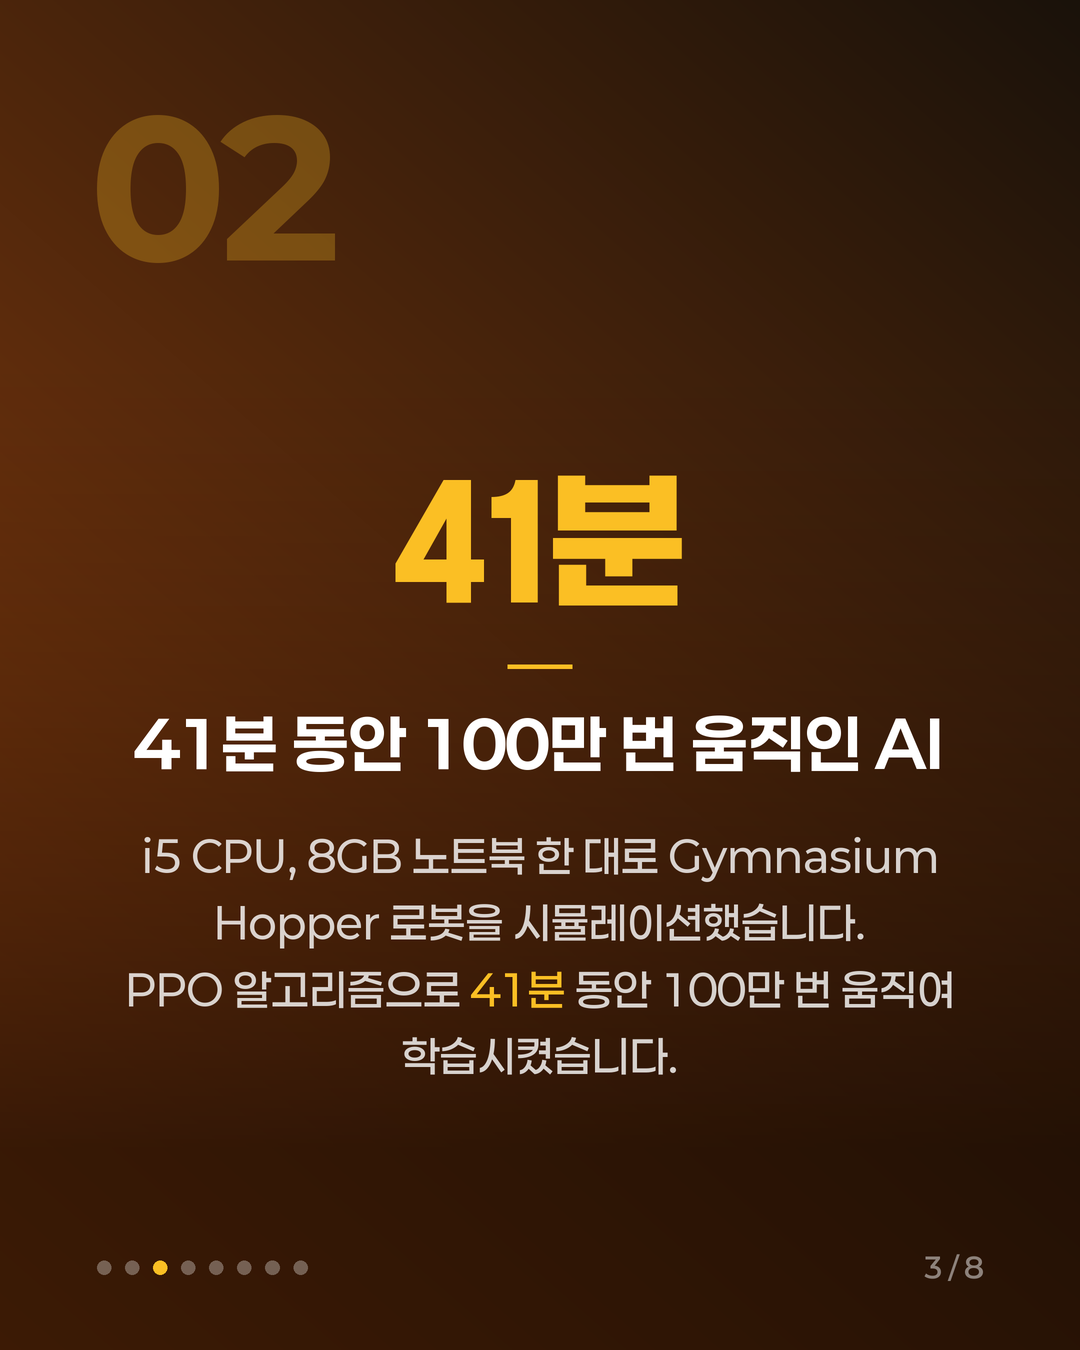 02
41분
41분 동안 100만 번 움직인 AI
i5 CPU, 8GB 노트북 한 대로 Gymnasium
Hopper 로봇을 시뮬레이션했습니다.
PPO 알고리즘으로 41분 동안 100만 번 움직여
학습시켰습니다.
3/8